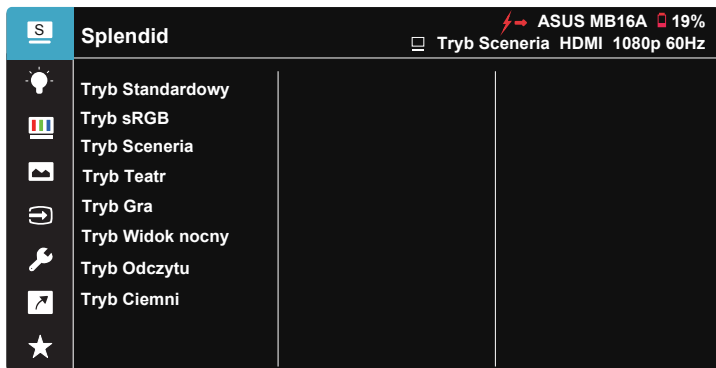 S
Splendid
ASUS MB16A 19%
Tryb Sceneria HDMI 1080p 60Hz
Tryb Standardowy
Tryb sRGB
Tryb Sceneria
Tryb Teatr
Tryb Gra
Tryb Widok nocny
Tryb Odczytu
Tryb Ciemni